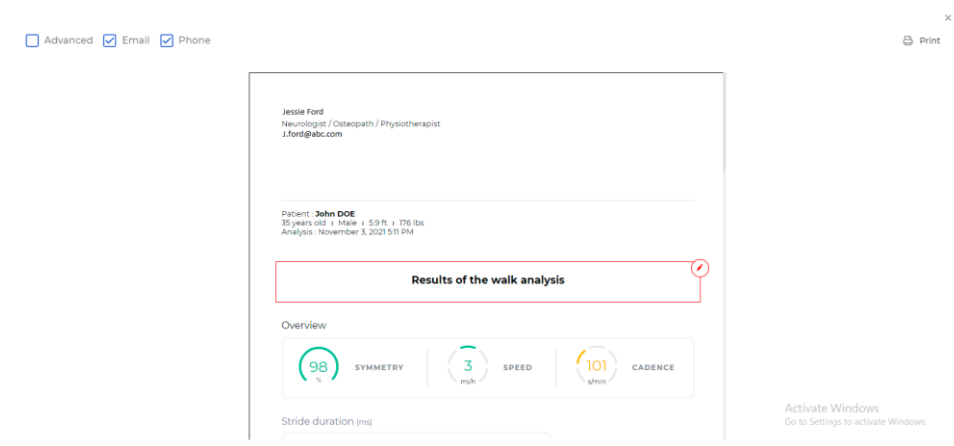 ×
Advanced Email Phone
Print
Jessie Ford
Neurologist / Osteopath / Physiotherapist
J.ford@abc.com
Patient : John DOE
35 years old ı Male ı 5.9 ft ı 176 lbs
Analysis : November 3, 2021 5:11 PM
Results of the walk analysis
Overview
98 % SYMMETRY
3 mi/h SPEED
101 s/min CADENCE
Stride duration (ms)
Activate Windows
Go to Settings to activate Windows.